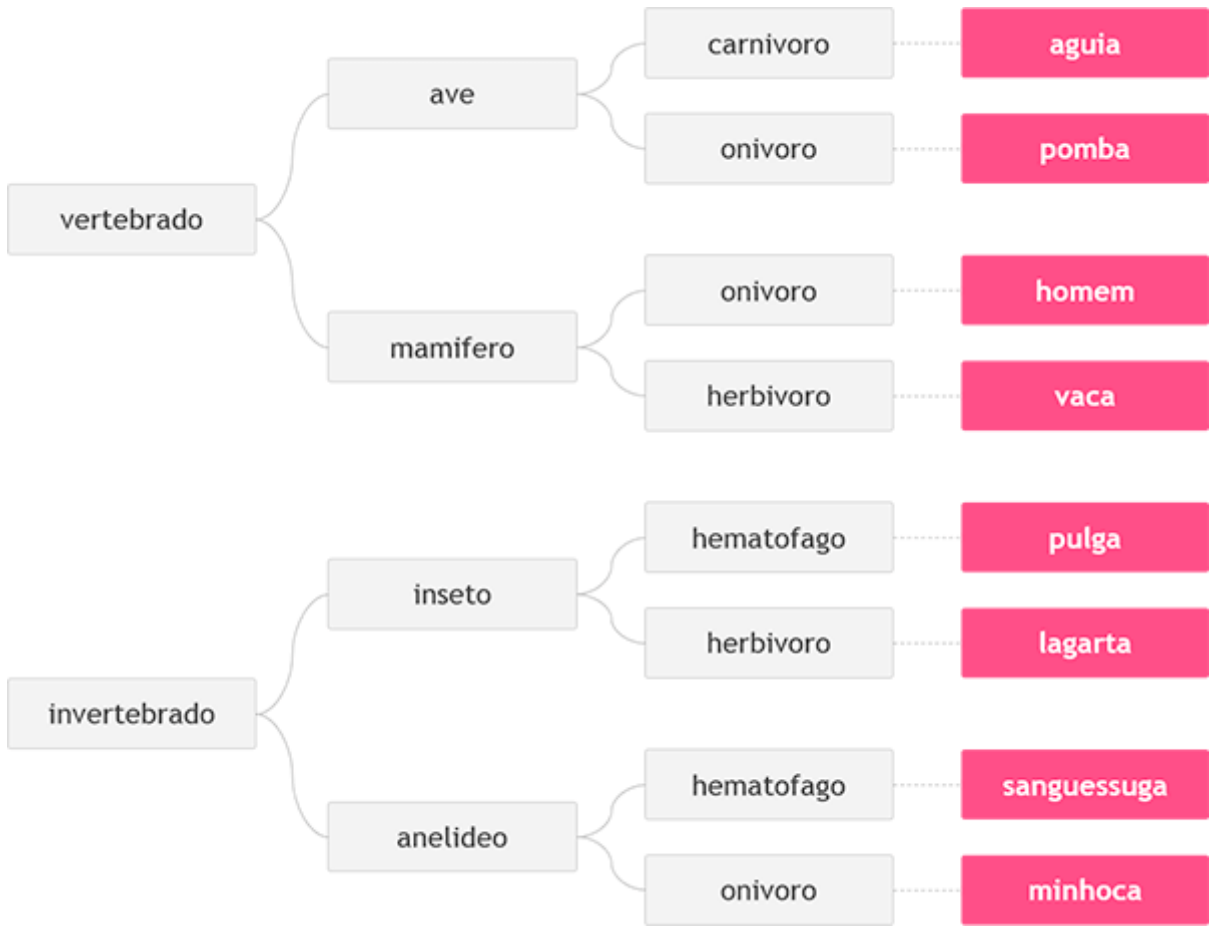 carnivoro
aguia
ave
onivoro
pomba
vertebrado
onivoro
homem
mamifero
herbivoro
vaca
hematofago
pulga
inseto
herbivoro
lagarta
invertebrado
hematofago
sanguessuga
anelideo
onivoro
minhoca